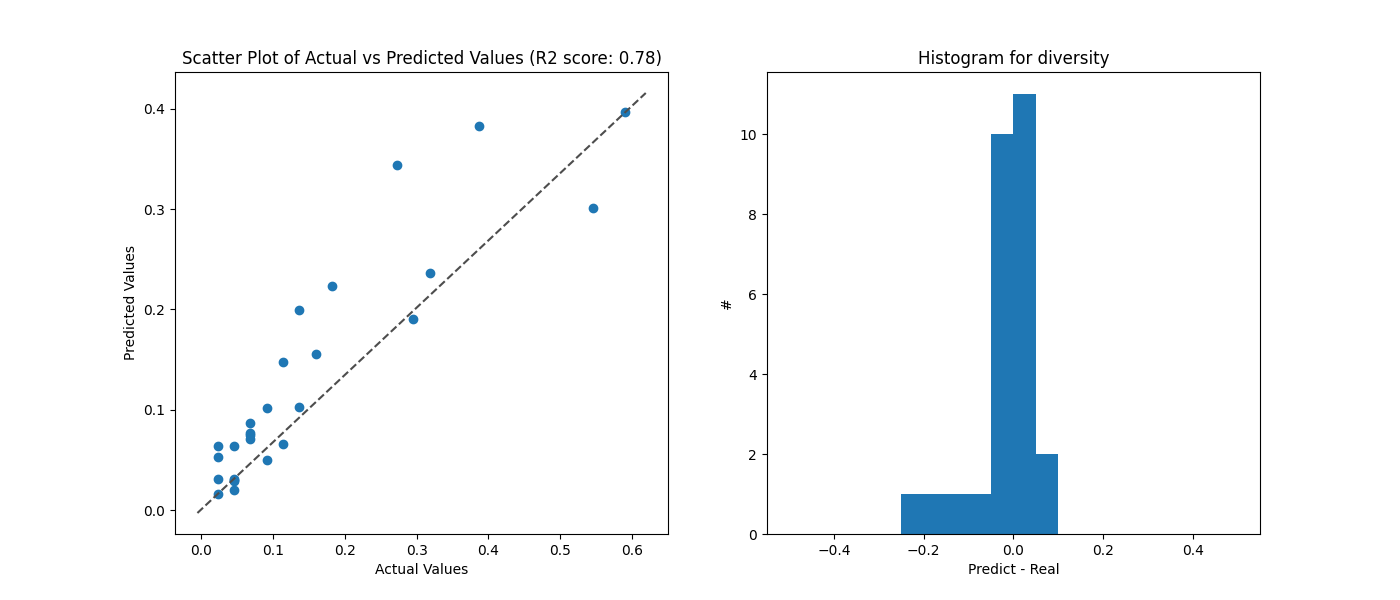 Scatter Plot of Actual vs Predicted Values (R2 score: 0.78)
0.4
0.3
0.2
0.1
0.0
Predicted Values
0.0 0.1 0.2 0.3 0.4 0.5 0.6
Actual Values
Histogram for diversity
10
8
6
4
2
0
#
−0.4 −0.2 0.0 0.2 0.4
Predict - Real